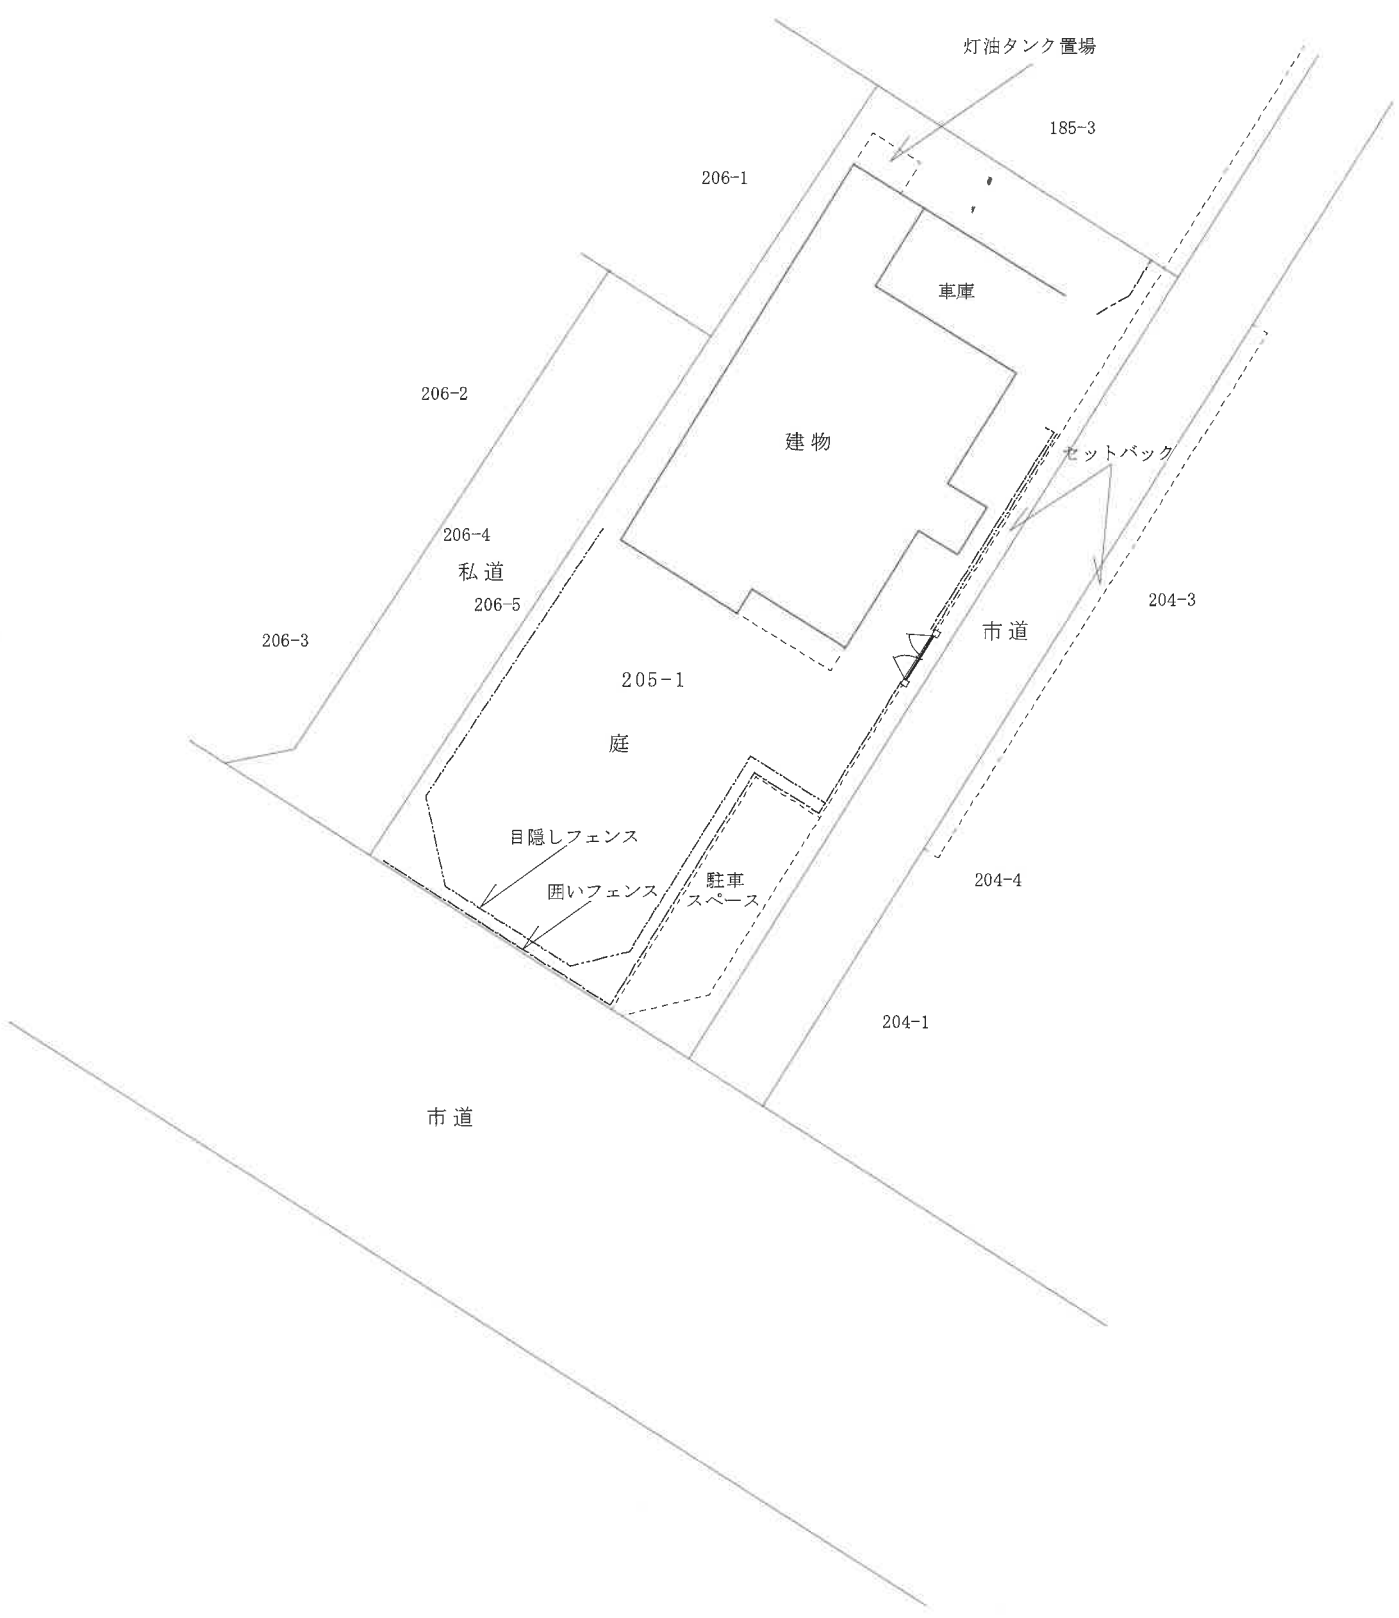 灯油タンク置場
185-3
206-1
車庫
206-2
建物
セットバック
206-4
私道
206-5
204-3
市道
206-3
205-1
庭
目隠しフェンス
囲いフェンス
駐車
スペース
204-4
204-1
市道